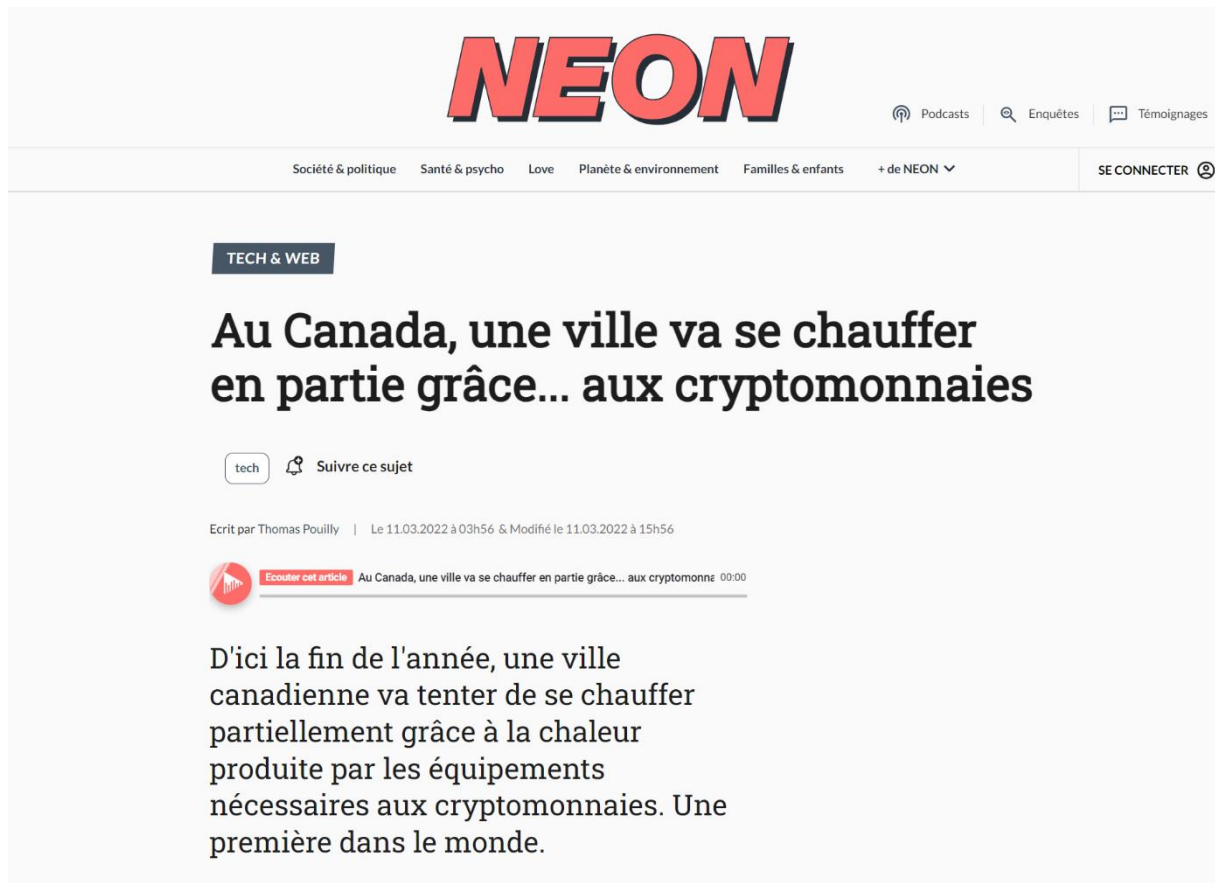 NEON
Podcasts
Enquêtes
Témoignages
Société & politique
Santé & psycho
Love
Planète & environnement
Familles & enfants
+ de NEON
SE CONNECTER
TECH & WEB
Au Canada, une ville va se chauffer
en partie grâce... aux cryptomonnaies
tech
Suivre ce sujet
Ecrit par Thomas Pouilly | Le 11.03.2022 à 03h56 & Modifié le 11.03.2022 à 15h56
Ecouter cet article Au Canada, une ville va se chauffer en partie grâce... aux cryptomonna 00:00
D'ici la fin de l'année, une ville
canadienne va tenter de se chauffer
partiellement grâce à la chaleur
produite par les équipements
nécessaires aux cryptomonnaies. Une
première dans le monde.